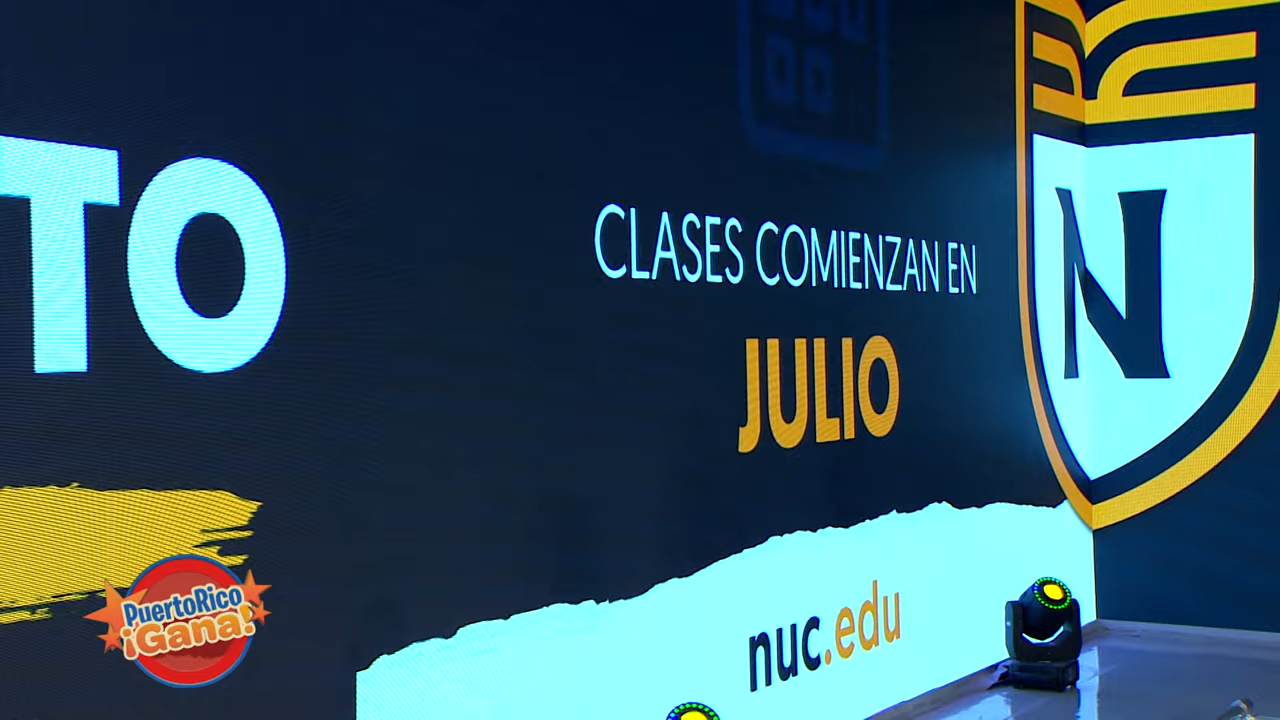 TO
CLASES COMIENZAN EN
JULIO
N
nuc.edu
PuertoRico
¡Gana!